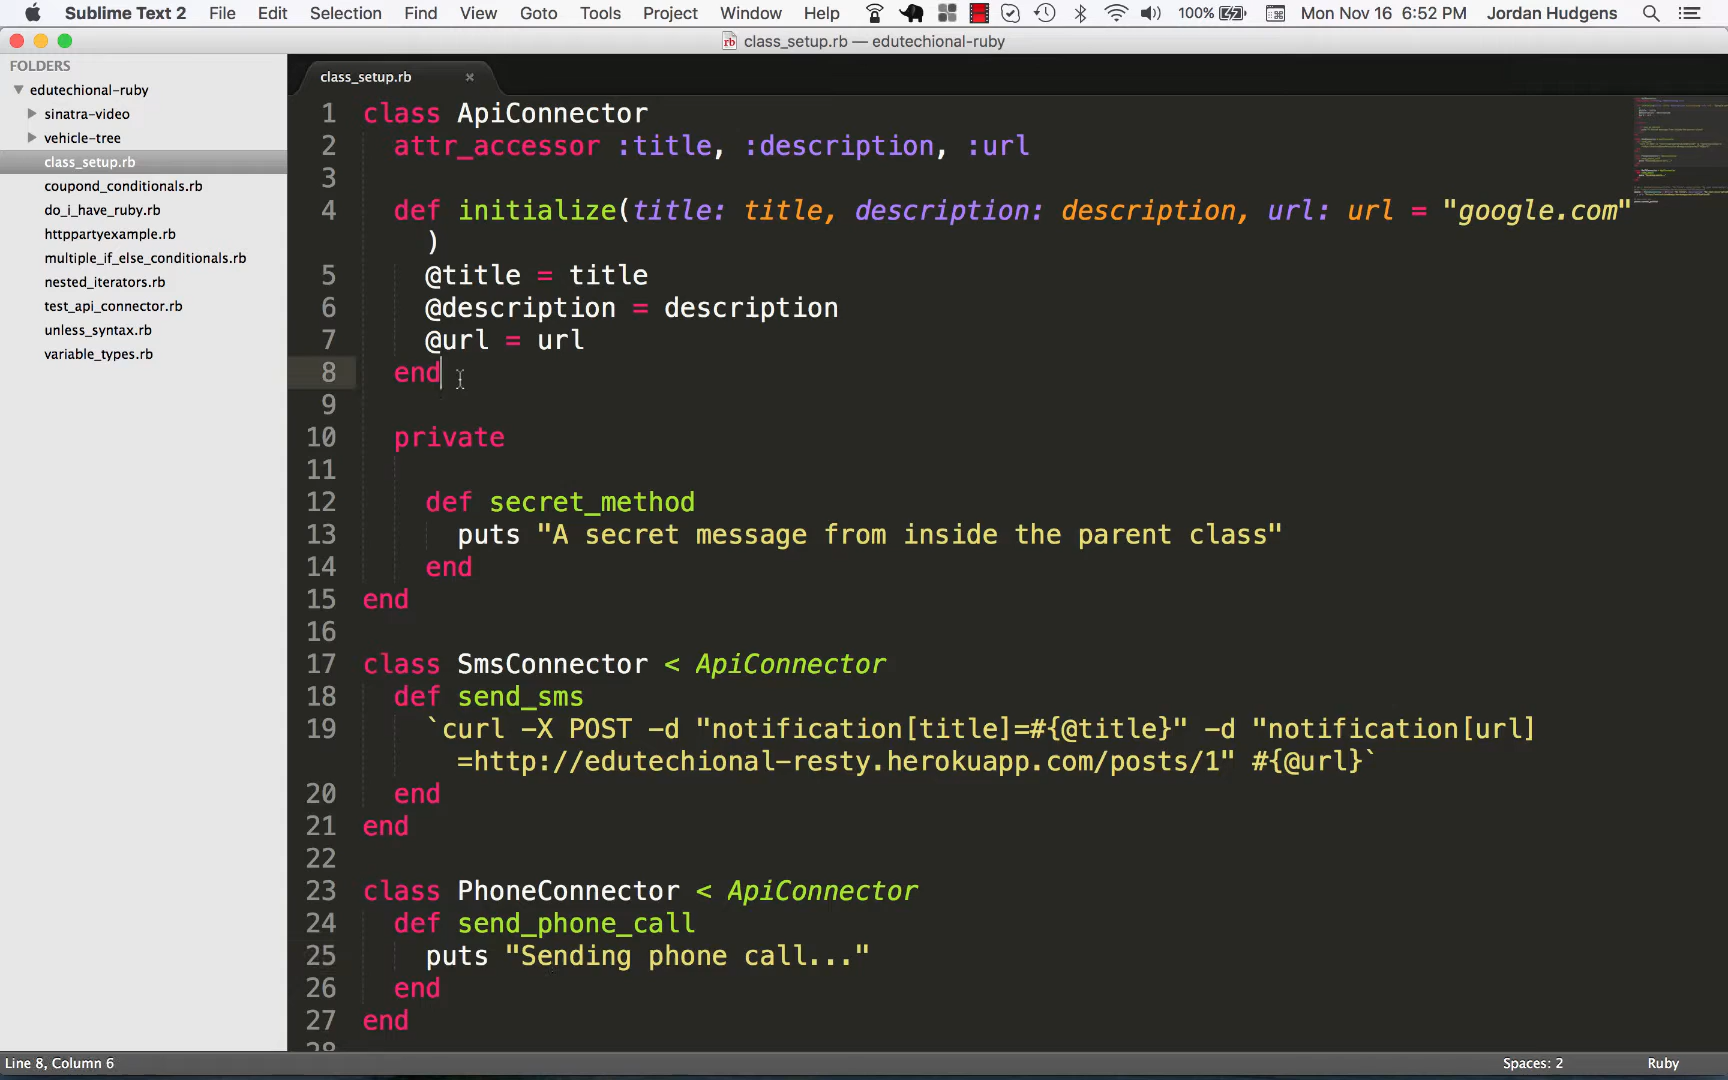 Sublime Text 2 File Edit Selection Find View Goto Tools Project Window Help 100% Mon Nov 16 6:52 PM Jordan Hudgens
class_setup.rb — edutechional-ruby
FOLDERS
edutechional-ruby
sinatra-video
vehicle-tree
class_setup.rb
coupond_conditionals.rb
do_i_have_ruby.rb
httppartyexample.rb
multiple_if_else_conditionals.rb
nested_iterators.rb
test_api_connector.rb
unless_syntax.rb
variable_types.rb
class_setup.rb ×
1 class ApiConnector
2 attr_accessor :title, :description, :url
3
4 def initialize(title: title, description: description, url: url = "google.com"
)
5 @title = title
6 @description = description
7 @url = url
8 end
9
10 private
11
12 def secret_method
13 puts "A secret message from inside the parent class"
14 end
15 end
16
17 class SmsConnector < ApiConnector
18 def send_sms
19 `curl -X POST -d "notification[title]=#{@title}" -d "notification[url]
=http://edutechional-resty.herokuapp.com/posts/1" #{@url}`
20 end
21 end
22
23 class PhoneConnector < ApiConnector
24 def send_phone_call
25 puts "Sending phone call..."
26 end
27 end
28
Line 8, Column 6 Spaces: 2 Ruby